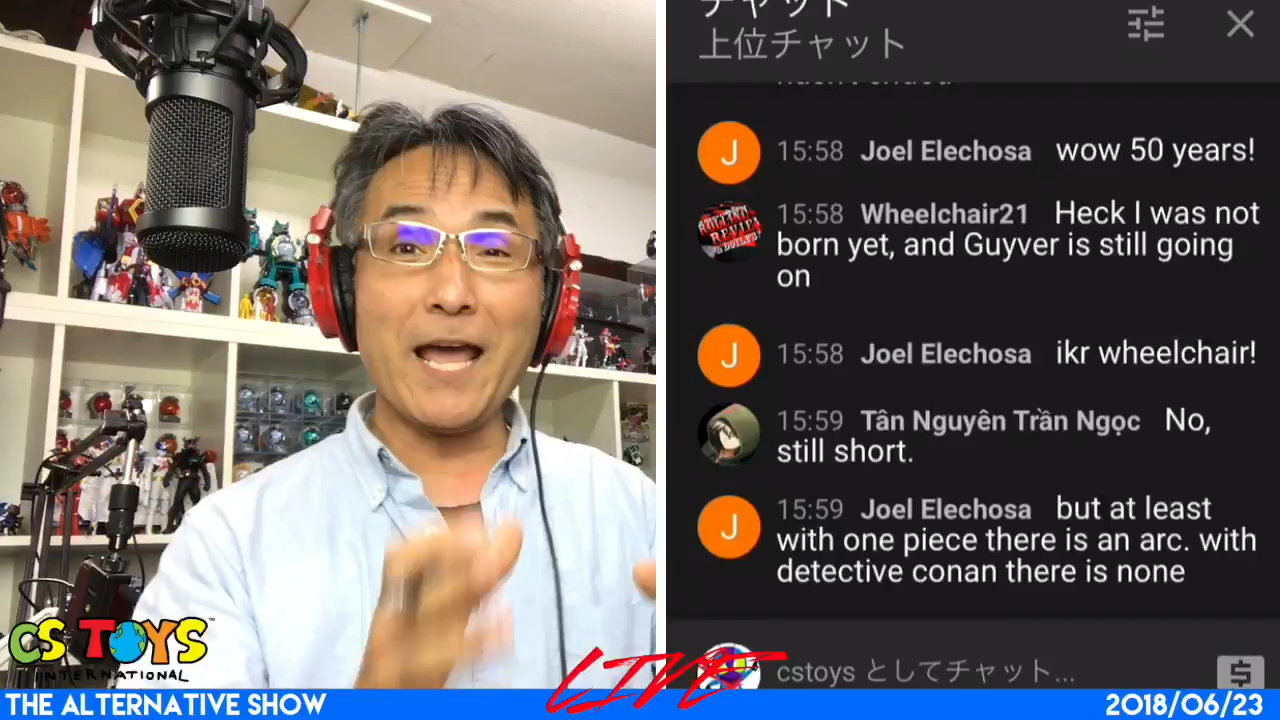 チャット
上位チャット
15:58 Joel Elechosa wow 50 years!
15:58 Wheelchair21 Heck I was not
born yet, and Guyver is still going
on
15:58 Joel Elechosa ikr wheelchair!
15:59 Tân Nguyên Trần Ngọc No,
still short.
15:59 Joel Elechosa but at least
with one piece there is an arc. with
detective conan there is none
cstoys としてチャット...
CS TOYS
INTERNATIONAL
LIVE
THE ALTERNATIVE SHOW
2018/06/23